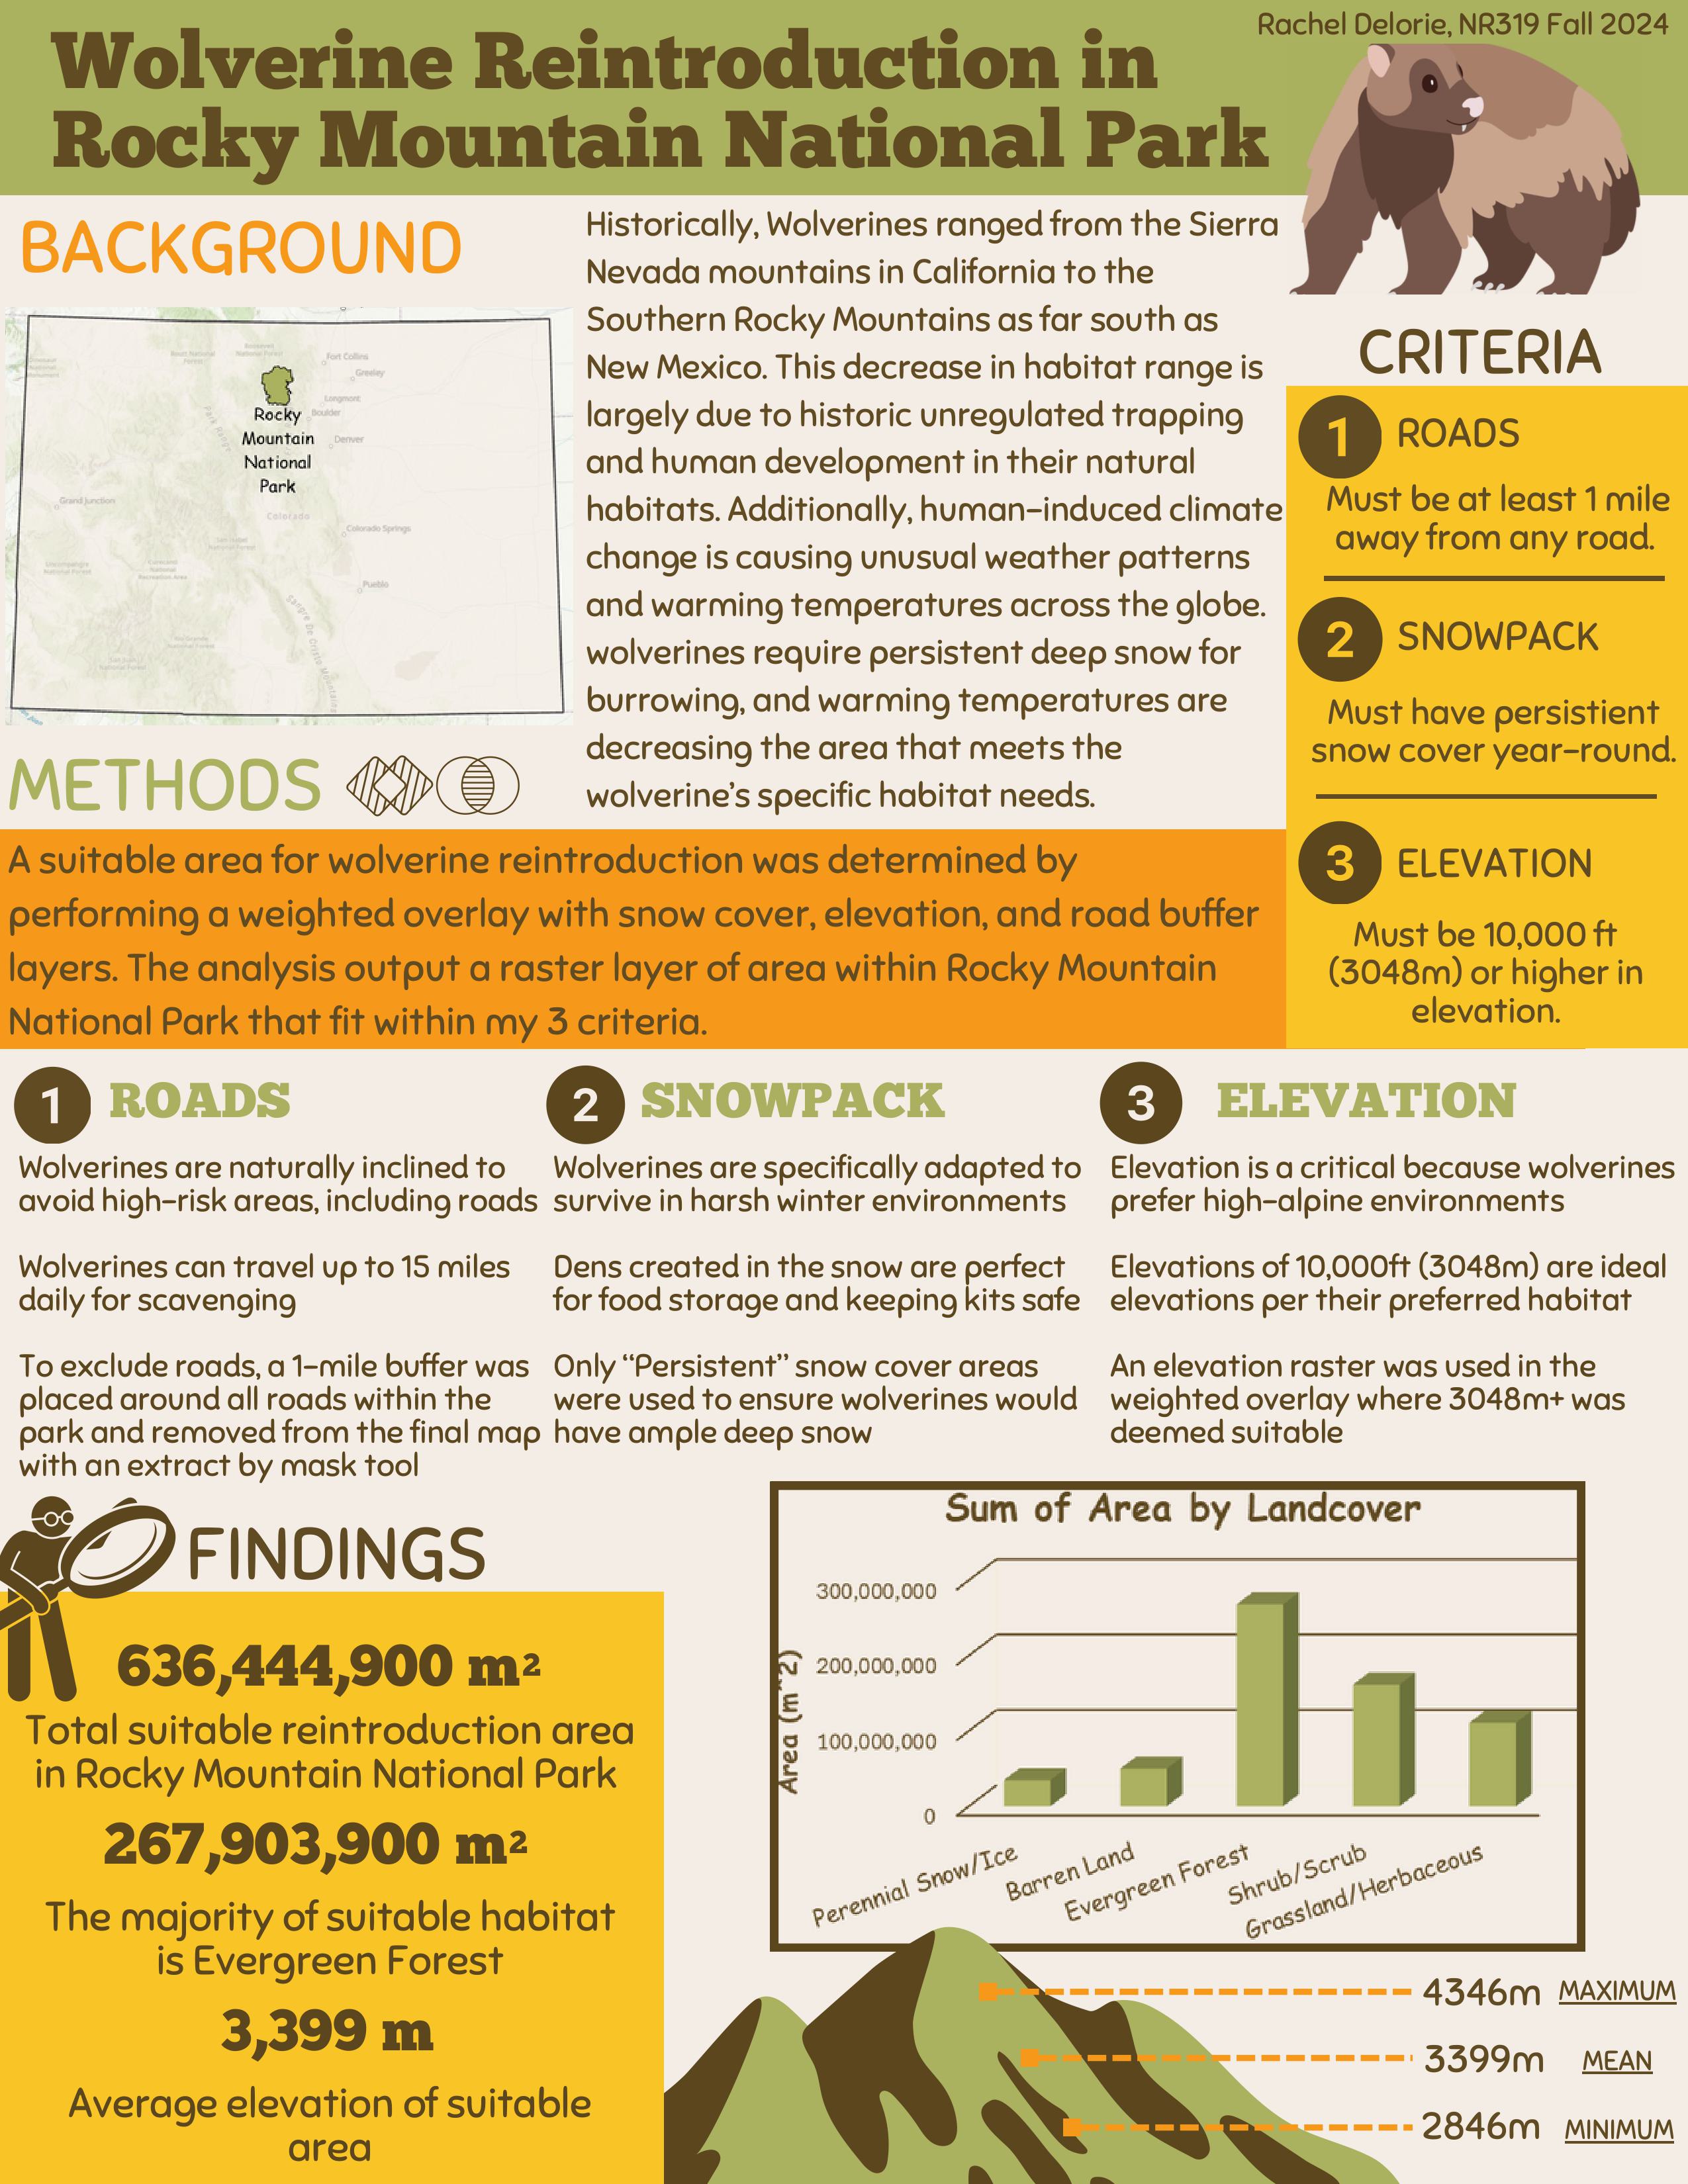 Rachel Delorie, NR319 Fall 2024
Wolverine Reintroduction in
Rocky Mountain National Park
BACKGROUND
Fort Collins
Greeley
Longmont
Boulder
Denver
Rocky
Mountain
National
Park
Grand Junction
Colorado
Colorado Springs
Pueblo
Sangre De Cristo Mountains
Historically, Wolverines ranged from the Sierra
Nevada mountains in California to the
Southern Rocky Mountains as far south as
New Mexico. This decrease in habitat range is
largely due to historic unregulated trapping
and human development in their natural
habitats. Additionally, human-induced climate
change is causing unusual weather patterns
and warming temperatures across the globe.
wolverines require persistent deep snow for
burrowing, and warming temperatures are
decreasing the area that meets the
wolverine's specific habitat needs.
CRITERIA
1 ROADS
Must be at least 1 mile
away from any road.
2 SNOWPACK
Must have persistient
snow cover year-round.
3 ELEVATION
Must be 10,000 ft
(3048m) or higher in
elevation.
METHODS
A suitable area for wolverine reintroduction was determined by
performing a weighted overlay with snow cover, elevation, and road buffer
layers. The analysis output a raster layer of area within Rocky Mountain
National Park that fit within my 3 criteria.
1 ROADS
Wolverines are naturally inclined to
avoid high-risk areas, including roads
Wolverines can travel up to 15 miles
daily for scavenging
To exclude roads, a 1-mile buffer was
placed around all roads within the
park and removed from the final map
with an extract by mask tool
2 SNOWPACK
Wolverines are specifically adapted to
survive in harsh winter environments
Dens created in the snow are perfect
for food storage and keeping kits safe
Only “Persistent” snow cover areas
were used to ensure wolverines would
have ample deep snow
3 ELEVATION
Elevation is a critical because wolverines
prefer high-alpine environments
Elevations of 10,000ft (3048m) are ideal
elevations per their preferred habitat
An elevation raster was used in the
weighted overlay where 3048m+ was
deemed suitable
FINDINGS
636,444,900 m²
Total suitable reintroduction area
in Rocky Mountain National Park
267,903,900 m²
The majority of suitable habitat
is Evergreen Forest
3,399 m
Average elevation of suitable
area
Sum of Area by Landcover
Area (m^2)
300,000,000
200,000,000
100,000,000
0
Perennial Snow/Ice
Barren Land
Evergreen Forest
Shrub/Scrub
Grassland/Herbaceous
4346m MAXIMUM
3399m MEAN
2846m MINIMUM